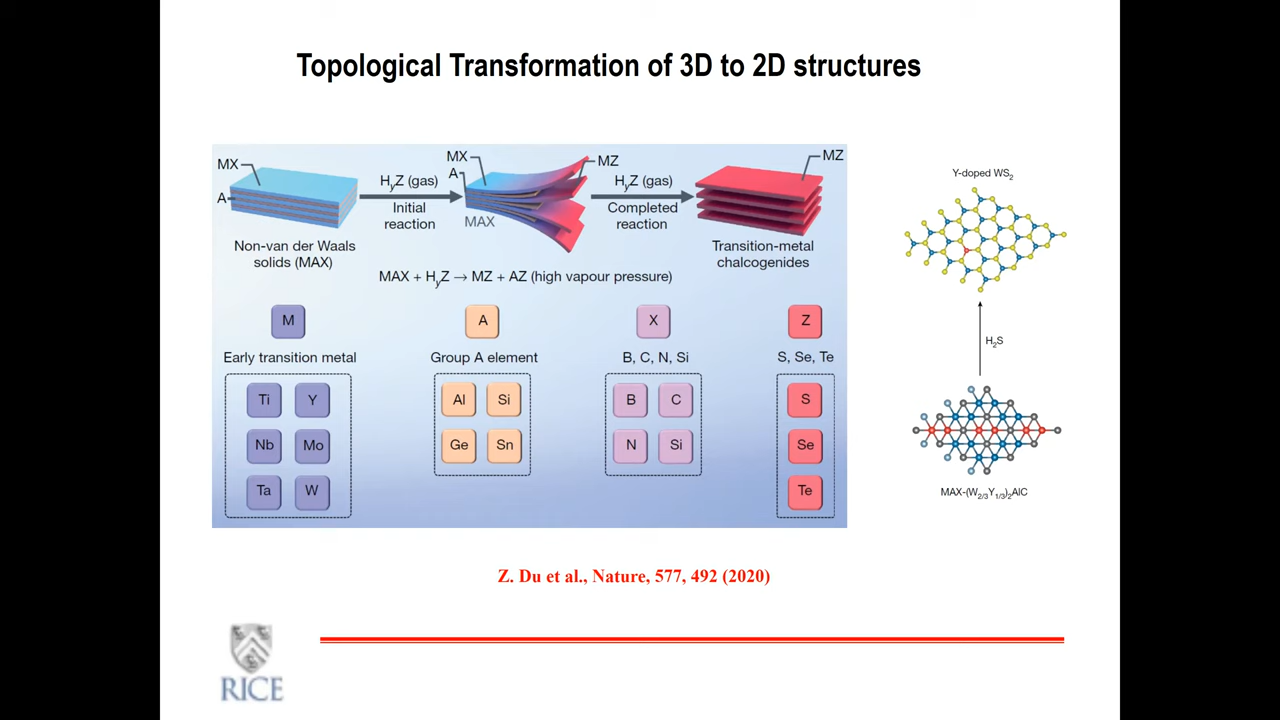 Topological Transformation of 3D to 2D structures
MX
A
Non-van der Waals
solids (MAX)
HyZ (gas)
Initial
reaction
MX
A
MAX
MZ
HyZ (gas)
Completed
reaction
MZ
Transition-metal
chalcogenides
MAX + HyZ → MZ + AZ (high vapour pressure)
M
Early transition metal
Ti Y
Nb Mo
Ta W
A
Group A element
Al Si
Ge Sn
X
B, C, N, Si
B C
N Si
Z
S, Se, Te
S
Se
Te
Y-doped WS2
H2S
MAX-(W2/3Y1/3)2AlC
Z. Du et al., Nature, 577, 492 (2020)
RICE